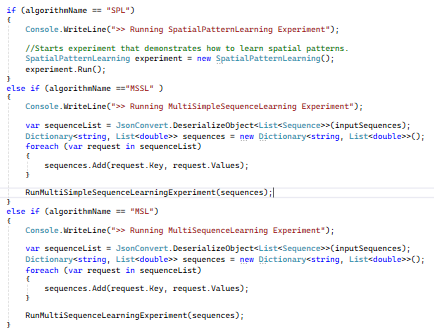 if (algorithmName == "SPL")
{
Console.WriteLine(">> Running SpatialPatternLearning Experiment");
//Starts experiment that demonstrates how to learn spatial patterns.
SpatialPatternLearning experiment = new SpatialPatternLearning();
experiment.Run();
}
else if (algorithmName =="MSSL" )
{
Console.WriteLine(">> Running MultiSimpleSequenceLearning Experiment");
var sequenceList = JsonConvert.DeserializeObject<List<Sequence>>(inputSequences);
Dictionary<string, List<double>> sequences = new Dictionary<string, List<double>>();
foreach (var request in sequenceList)
{
sequences.Add(request.Key, request.Values);
}
RunMultiSimpleSequenceLearningExperiment(sequences);
}
else if (algorithmName == "MSL")
{
Console.WriteLine(">> Running MultiSequenceLearning Experiment");
var sequenceList = JsonConvert.DeserializeObject<List<Sequence>>(inputSequences);
Dictionary<string, List<double>> sequences = new Dictionary<string, List<double>>();
foreach (var request in sequenceList)
{
sequences.Add(request.Key, request.Values);
}
RunMultiSequenceLearningExperiment(sequences);
}